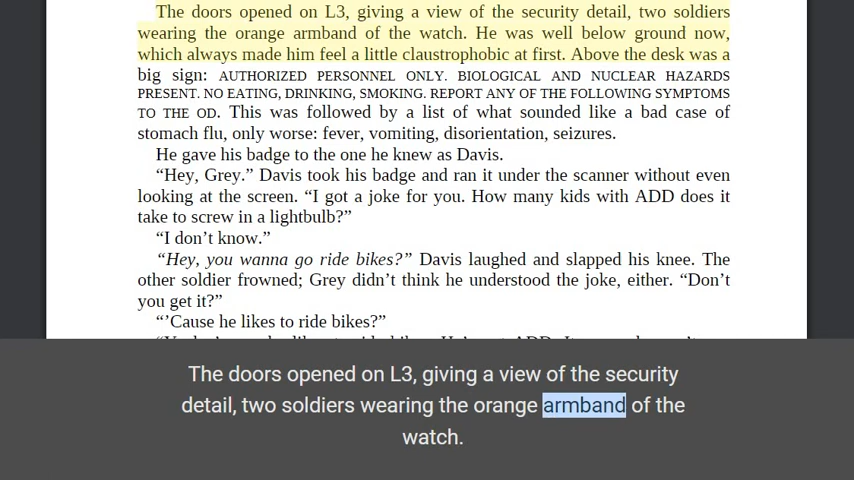 The doors opened on L3, giving a view of the security detail, two soldiers
wearing the orange armband of the watch. He was well below ground now,
which always made him feel a little claustrophobic at first. Above the desk was a
big sign: AUTHORIZED PERSONNEL ONLY. BIOLOGICAL AND NUCLEAR HAZARDS
PRESENT. NO EATING, DRINKING, SMOKING. REPORT ANY OF THE FOLLOWING SYMPTOMS
TO THE OD. This was followed by a list of what sounded like a bad case of
stomach flu, only worse: fever, vomiting, disorientation, seizures.
He gave his badge to the one he knew as Davis.
“Hey, Grey.” Davis took his badge and ran it under the scanner without even
looking at the screen. “I got a joke for you. How many kids with ADD does it
take to screw in a lightbulb?”
“I don’t know.”
“Hey, you wanna go ride bikes?” Davis laughed and slapped his knee. The
other soldier frowned; Grey didn’t think he understood the joke, either. “Don’t
you get it?”
“’Cause he likes to ride bikes?”
The doors opened on L3, giving a view of the security
detail, two soldiers wearing the orange armband of the
watch.